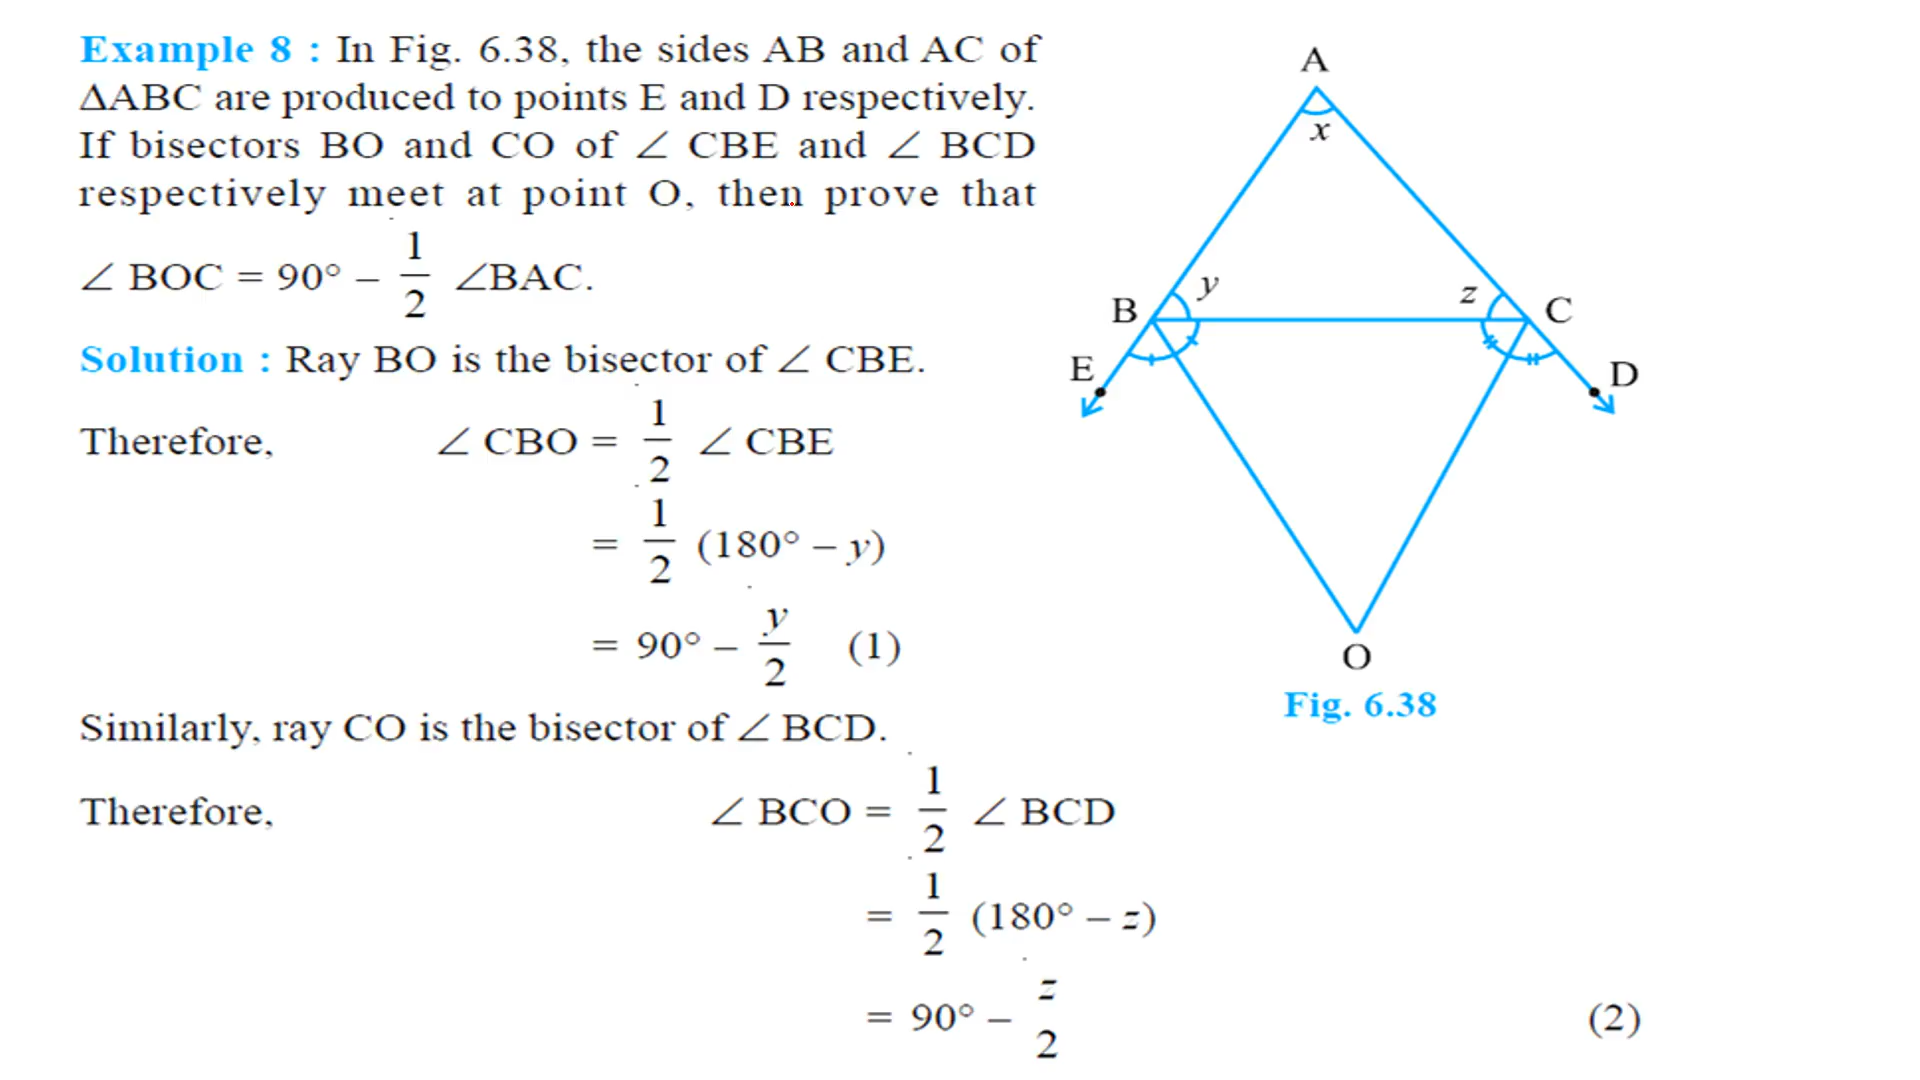 Example 8 : In Fig. 6.38, the sides AB and AC of
ΔABC are produced to points E and D respectively.
If bisectors BO and CO of ∠ CBE and ∠ BCD
respectively meet at point O, then prove that
∠ BOC = 90° – 1/2 ∠BAC.
Solution : Ray BO is the bisector of ∠ CBE.
Therefore, ∠ CBO = 1/2 ∠ CBE
= 1/2 (180° – y)
= 90° – y/2 (1)
Similarly, ray CO is the bisector of ∠ BCD.
Therefore, ∠ BCO = 1/2 ∠ BCD
= 1/2 (180° – z)
= 90° – z/2 (2)
A
x
y
z
B
C
E
D
O
Fig. 6.38